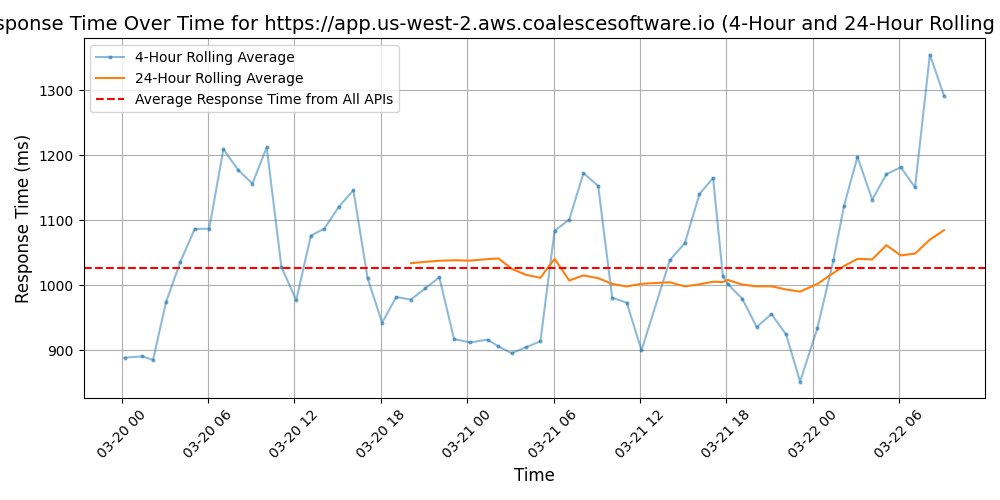 sponse Time Over Time for https://app.us-west-2.aws.coalescesoftware.io (4-Hour and 24-Hour Rolling
4-Hour Rolling Average
24-Hour Rolling Average
Average Response Time from All APIs
Response Time (ms)
1300
1200
1100
1000
900
03-20 00
03-20 06
03-20 12
03-20 18
03-21 00
03-21 06
03-21 12
03-21 18
03-22 00
03-22 06
Time